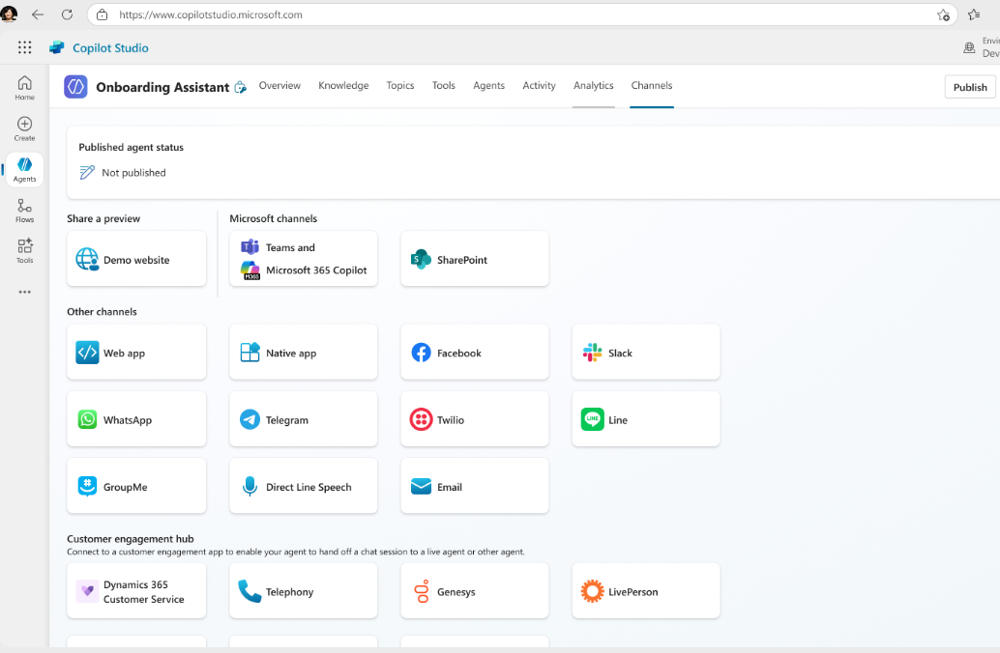 https://www.copilotstudio.microsoft.com
Copilot Studio
Envir
Dev
Home
Create
Agents
Flows
Tools
Onboarding Assistant
Overview
Knowledge
Topics
Tools
Agents
Activity
Analytics
Channels
Publish
Published agent status
Not published
Share a preview
Microsoft channels
Demo website
Teams and
Microsoft 365 Copilot
M365
SharePoint
Other channels
Web app
Native app
Facebook
Slack
WhatsApp
Telegram
Twilio
LINE
Line
GroupMe
Direct Line Speech
Email
Customer engagement hub
Connect to a customer engagement app to enable your agent to hand off a chat session to a live agent or other agent.
Dynamics 365
Customer Service
Telephony
Genesys
LivePerson